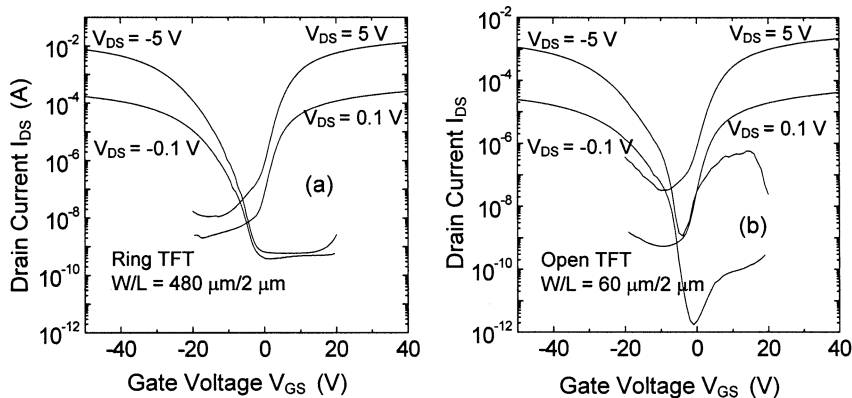 V_DS = -5 V
V_DS = 5 V
V_DS = -0.1 V
V_DS = 0.1 V
(a)
Ring TFT
W/L = 480 µm/2 µm
10^-2
10^-4
10^-6
10^-8
10^-10
10^-12
Drain Current I_DS (A)
-40 -20 0 20 40
Gate Voltage V_GS (V)
V_DS = -5 V
V_DS = 5 V
V_DS = 0.1 V
V_DS = -0.1 V
(b)
Open TFT
W/L = 60 µm/2 µm
10^-2
10^-4
10^-6
10^-8
10^-10
10^-12
Drain Current I_DS
-40 -20 0 20 40
Gate Voltage V_GS (V)